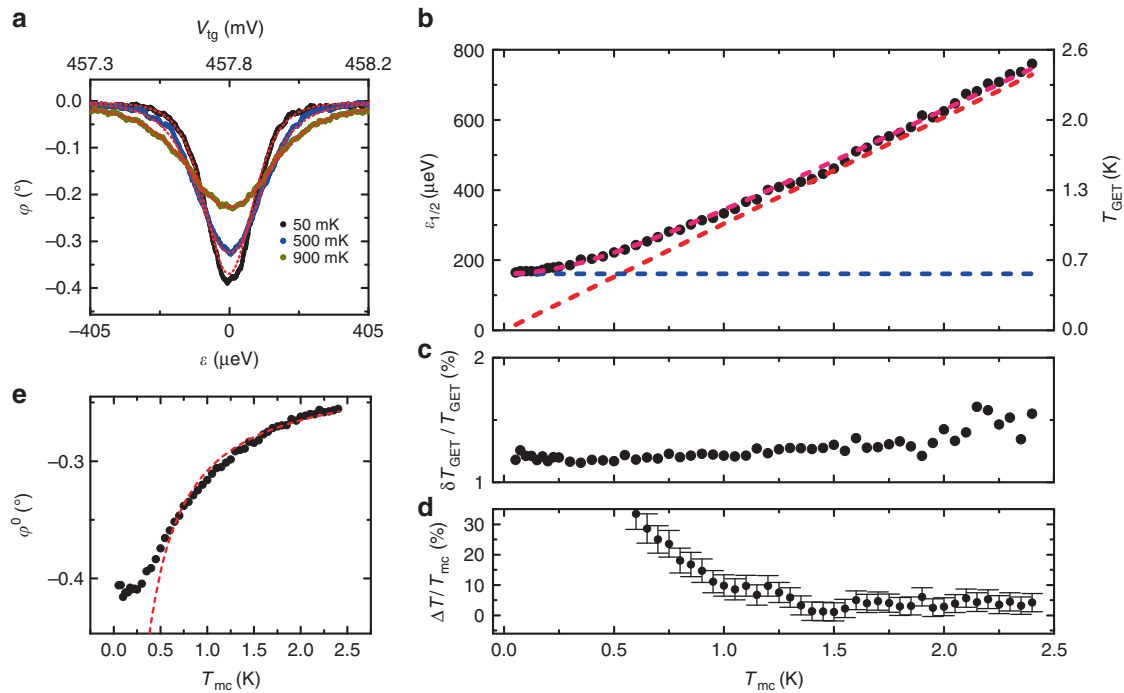 a
V_tg (mV)
457.3 457.8 458.2
0.0
−0.1
−0.2
−0.3
−0.4
φ (°)
50 mK
500 mK
900 mK
−405 0 405
ε (μeV)
b
800
600
400
200
0
ε_1/2 (μeV)
2.6
2.0
1.3
0.7
0.0
T_GET (K)
c
2
1
δT_GET / T_GET (%)
d
30
20
10
0
ΔT / T_mc (%)
0.0 0.5 1.0 1.5 2.0 2.5
T_mc (K)
e
−0.3
−0.4
φ⁰ (°)
0.0 0.5 1.0 1.5 2.0 2.5
T_mc (K)